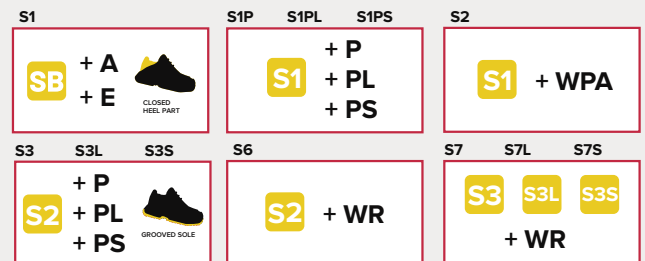 S1
SB
+ A
+ E
CLOSED
HEEL PART
S1P S1PL S1PS
S1
+ P
+ PL
+ PS
S2
S1 + WPA
S3 S3L S3S
S2
+ P
+ PL
+ PS
GROOVED SOLE
S6
S2 + WR
S7 S7L S7S
S3 S3L S3S
+ WR